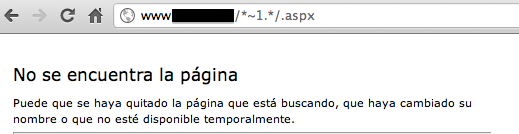 www /*~1.*/.aspx
No se encuentra la página
Puede que se haya quitado la página que está buscando, que haya cambiado su
nombre o que no esté disponible temporalmente.